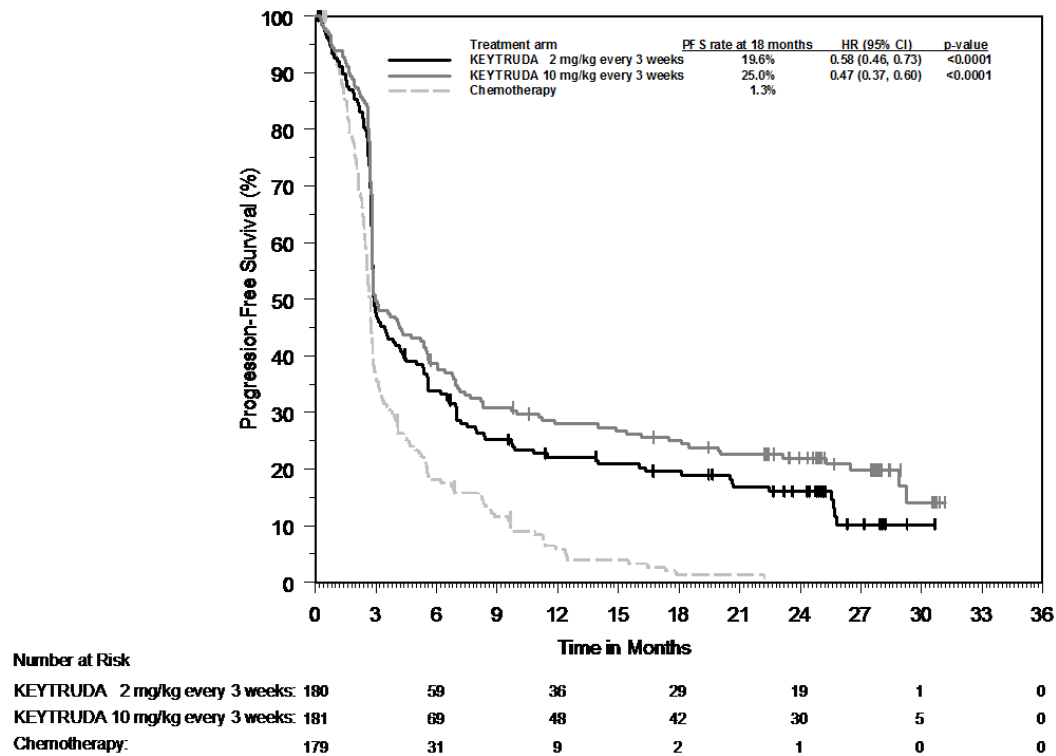 Treatment arm PFS rate at 18 months HR (95% CI) p-value
KEYTRUDA 2 mg/kg every 3 weeks 19.6% 0.58 (0.46, 0.73) <0.0001
KEYTRUDA 10 mg/kg every 3 weeks 25.0% 0.47 (0.37, 0.60) <0.0001
Chemotherapy 1.3%
Progression-Free Survival (%)
100
90
80
70
60
50
40
30
20
10
0
0 3 6 9 12 15 18 21 24 27 30 33 36
Time in Months
Number at Risk
KEYTRUDA 2 mg/kg every 3 weeks: 180 59 36 29 19 1 0
KEYTRUDA 10 mg/kg every 3 weeks: 181 69 48 42 30 5 0
Chemotherapy: 179 31 9 2 1 0 0